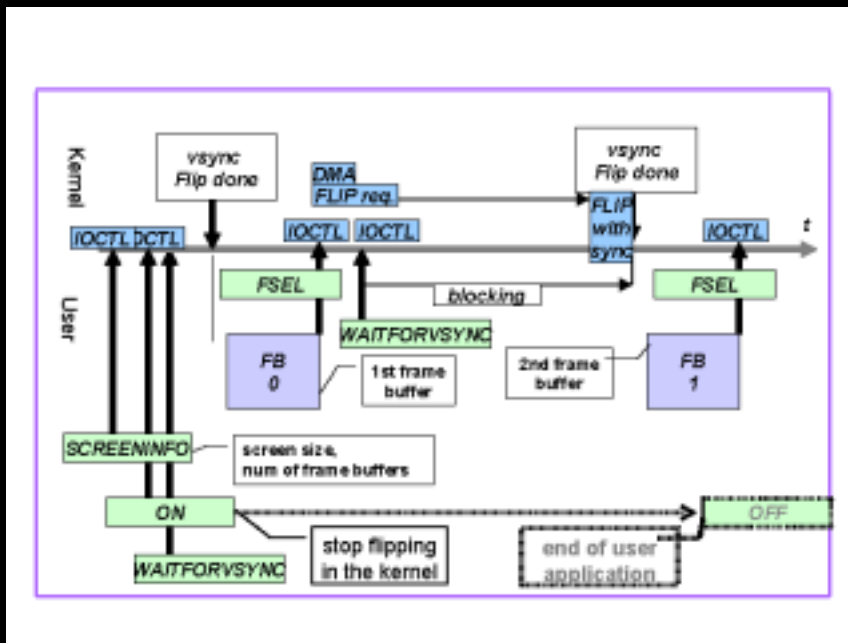 Kernel
vsync
Flip done
DMA
FLIP req.
vsync
Flip done
IOCTL
IOCTL
IOCTL
IOCTL
FLIP
with
sync
IOCTL
t
User
FSEL
blocking
FSEL
WAITFORVSYNC
FB
0
1st frame
buffer
2nd frame
buffer
FB
1
SCREENINFO
screen size,
num of frame buffers
ON
OFF
stop flipping
in the kernel
end of user
application
WAITFORVSYNC